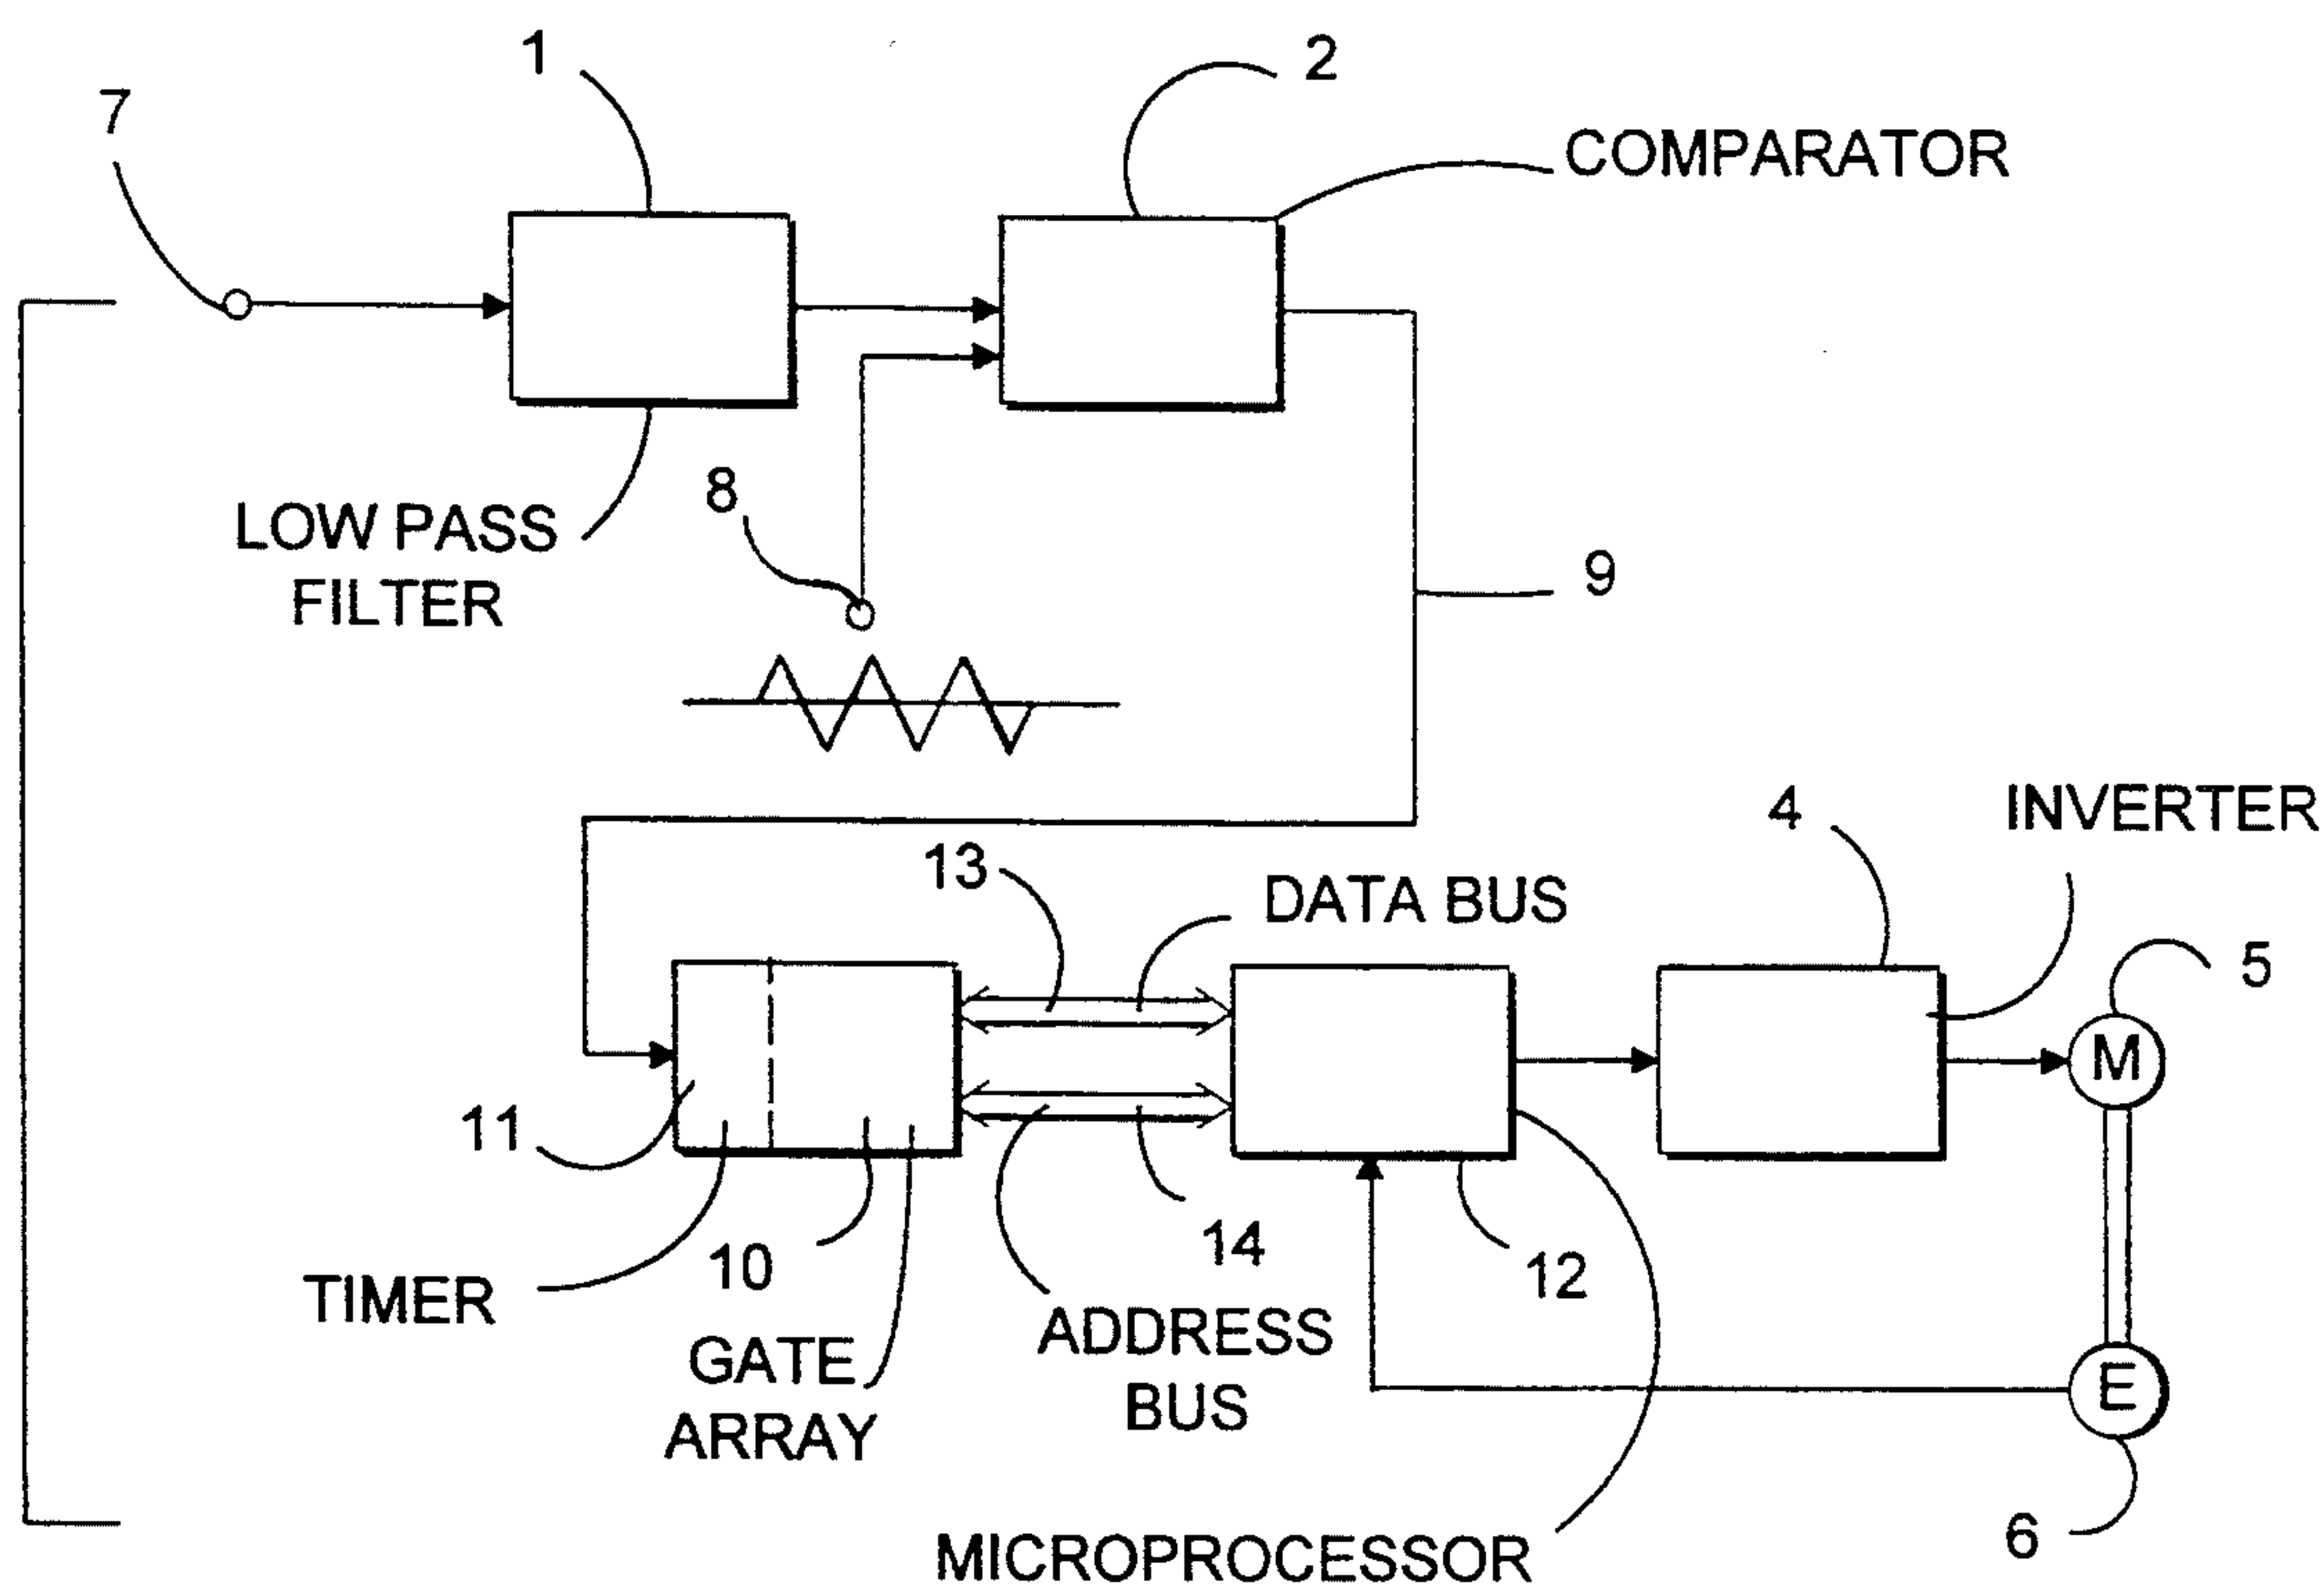 1
2
7
COMPARATOR
LOW PASS
FILTER
8
9
4
INVERTER
13
DATA BUS
5
M
11
TIMER
10
GATE
ARRAY
14
ADDRESS
BUS
12
E
6
MICROPROCESSOR